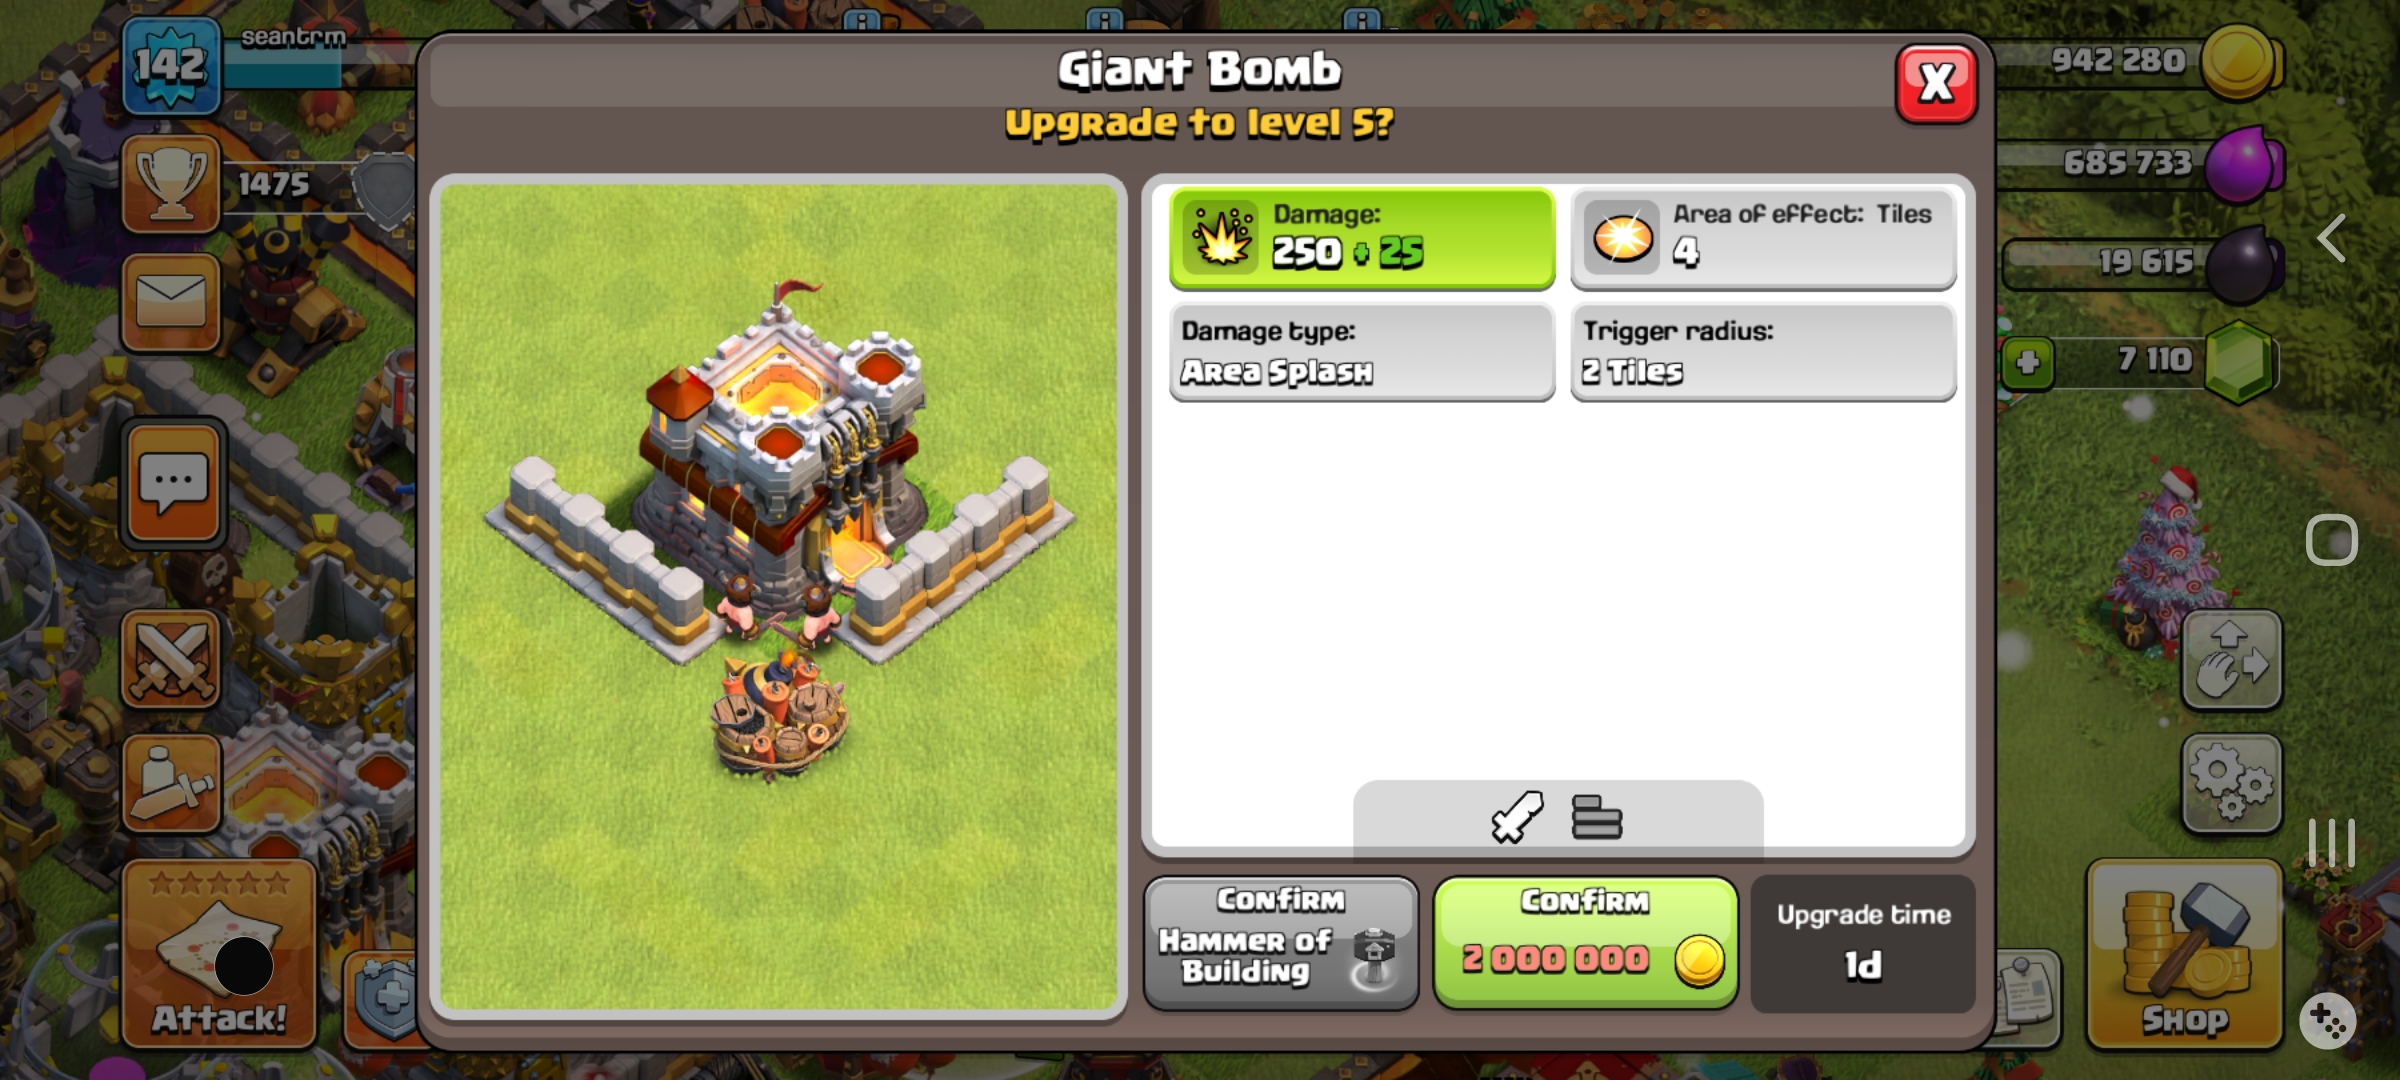 142
seantrm
1475
Attack!
Giant Bomb
Upgrade to level 5?
X
Damage:
250 + 25
Area of effect: Tiles
4
Damage type:
Area Splash
Trigger radius:
2 Tiles
Confirm
Hammer of
Building
Confirm
2 000 000
Upgrade time
1d
942 280
685 733
19 615
7 110
Shop